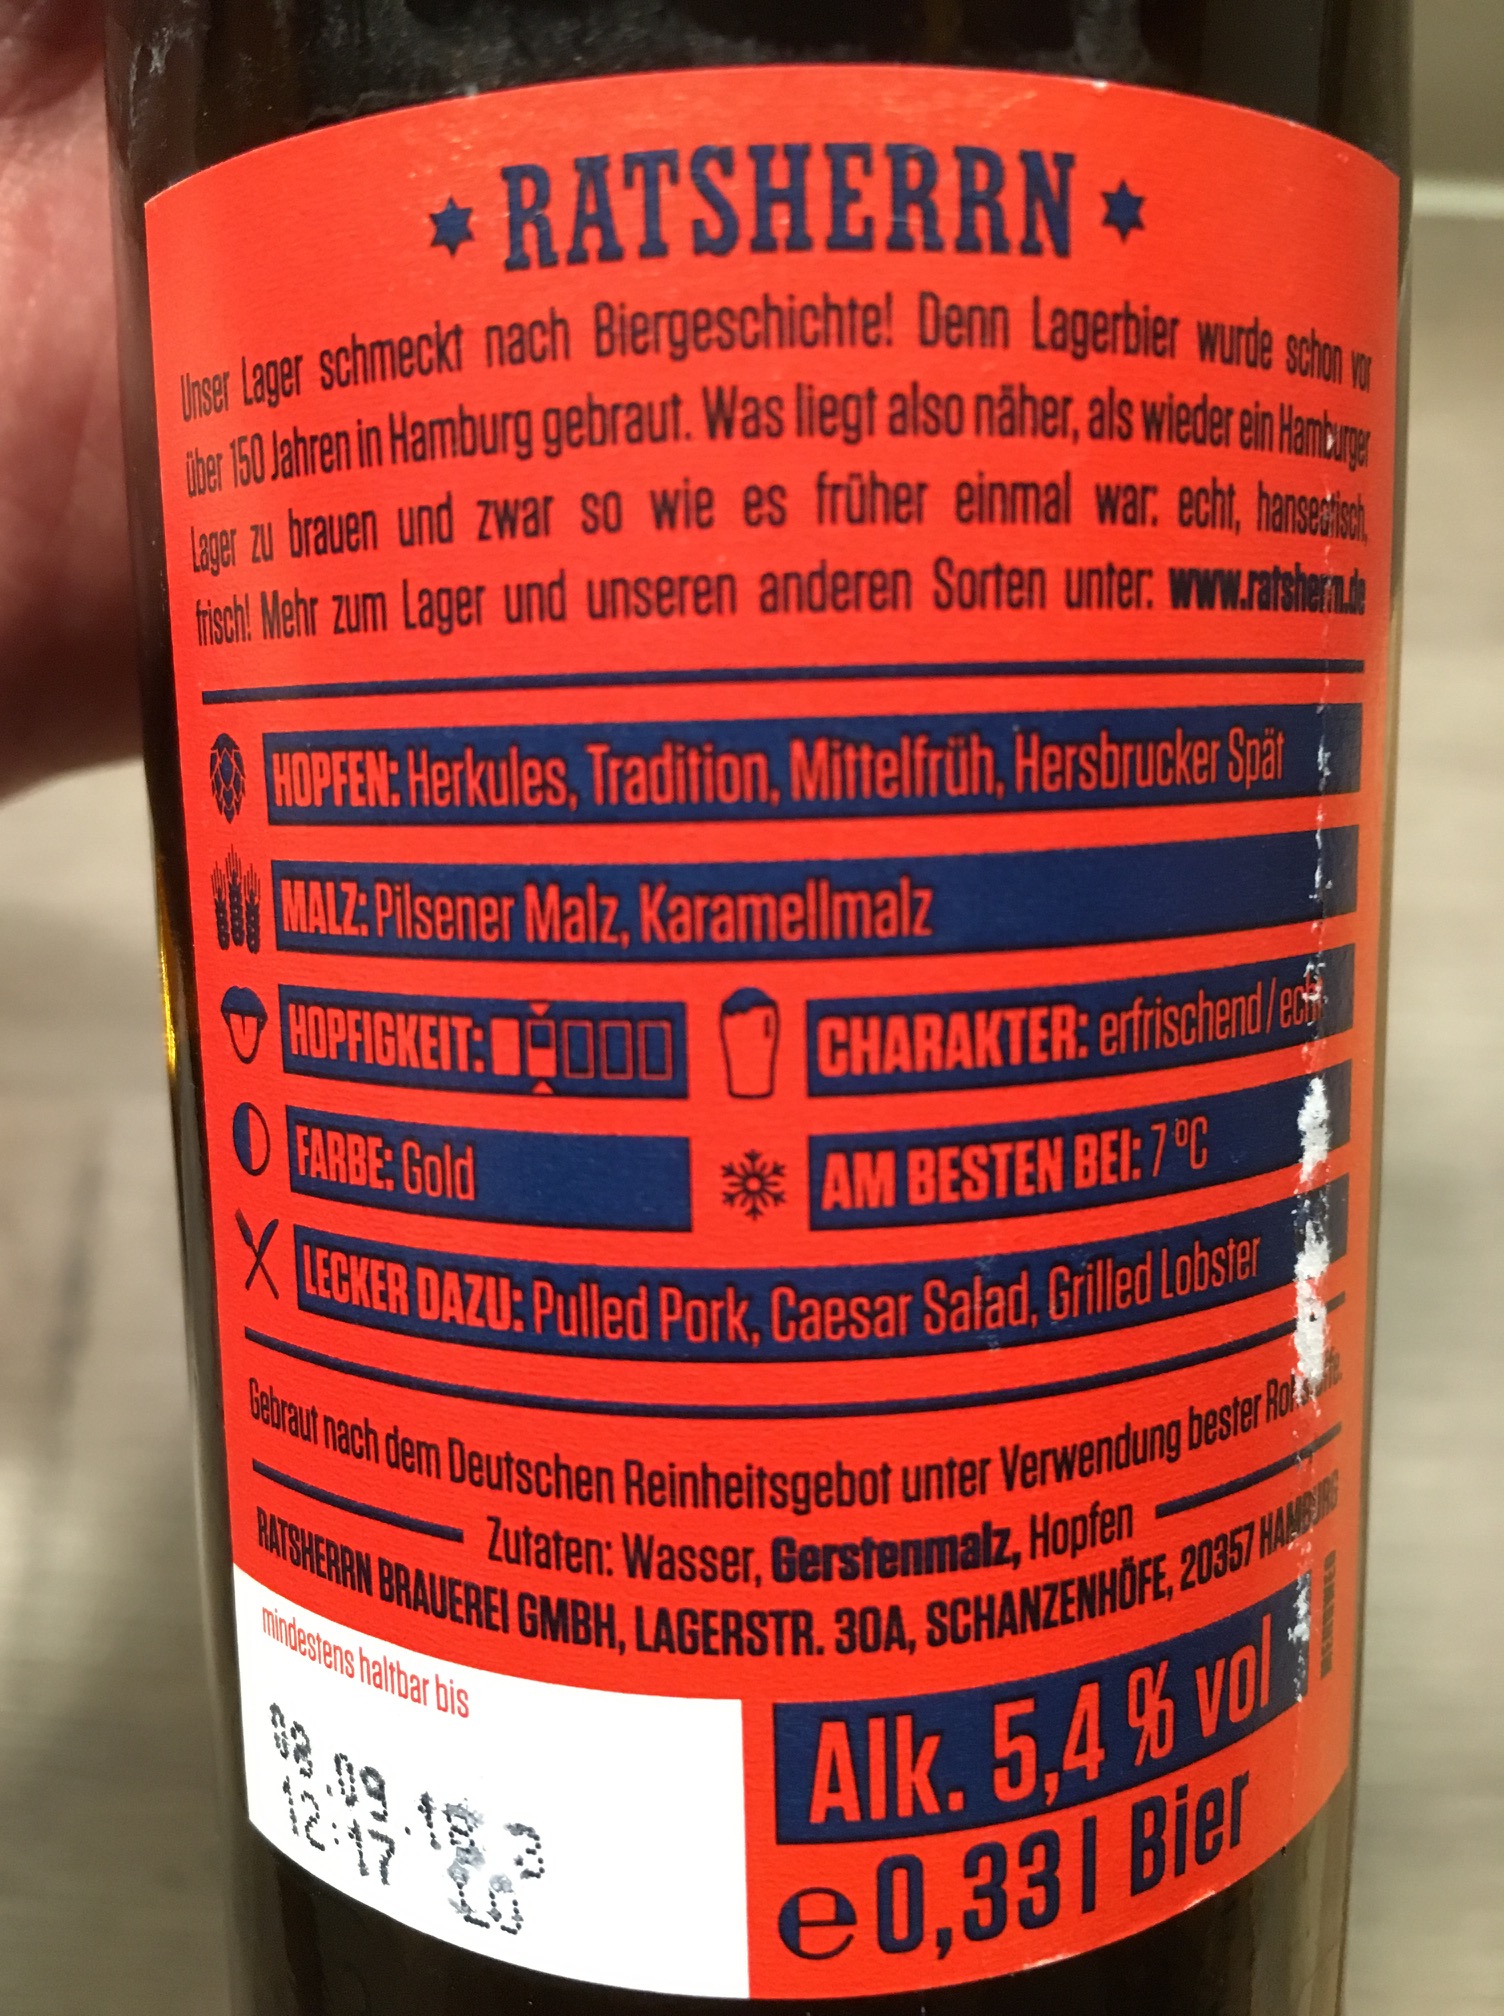 RATSHERRN
Unser Lager schmeckt nach Biergeschichte! Denn Lagerbier wurde schon vor
über 150 Jahren in Hamburg gebraut. Was liegt also näher, als wieder ein Hamburger
Lager zu brauen und zwar so wie es früher einmal war: echt, hanseatisch,
frisch! Mehr zum Lager und unseren anderen Sorten unter: www.ratsherrn.de
HOPFEN: Herkules, Tradition, Mittelfrüh, Hersbrucker Spät
MALZ: Pilsener Malz, Karamellmalz
HOPFIGKEIT:
CHARAKTER: erfrischend / echt
FARBE: Gold
AM BESTEN BEI: 7 °C
LECKER DAZU: Pulled Pork, Caesar Salad, Grilled Lobster
Gebraut nach dem Deutschen Reinheitsgebot unter Verwendung bester Rohstoffe.
Zutaten: Wasser, Gerstenmalz, Hopfen
RATSHERRN BRAUEREI GMBH, LAGERSTR. 30A, SCHANZENHÖFE, 20357 HAMBURG
mindestens haltbar bis
09.18
12:17
Alk. 5,4 % vol
e 0,33 l Bier